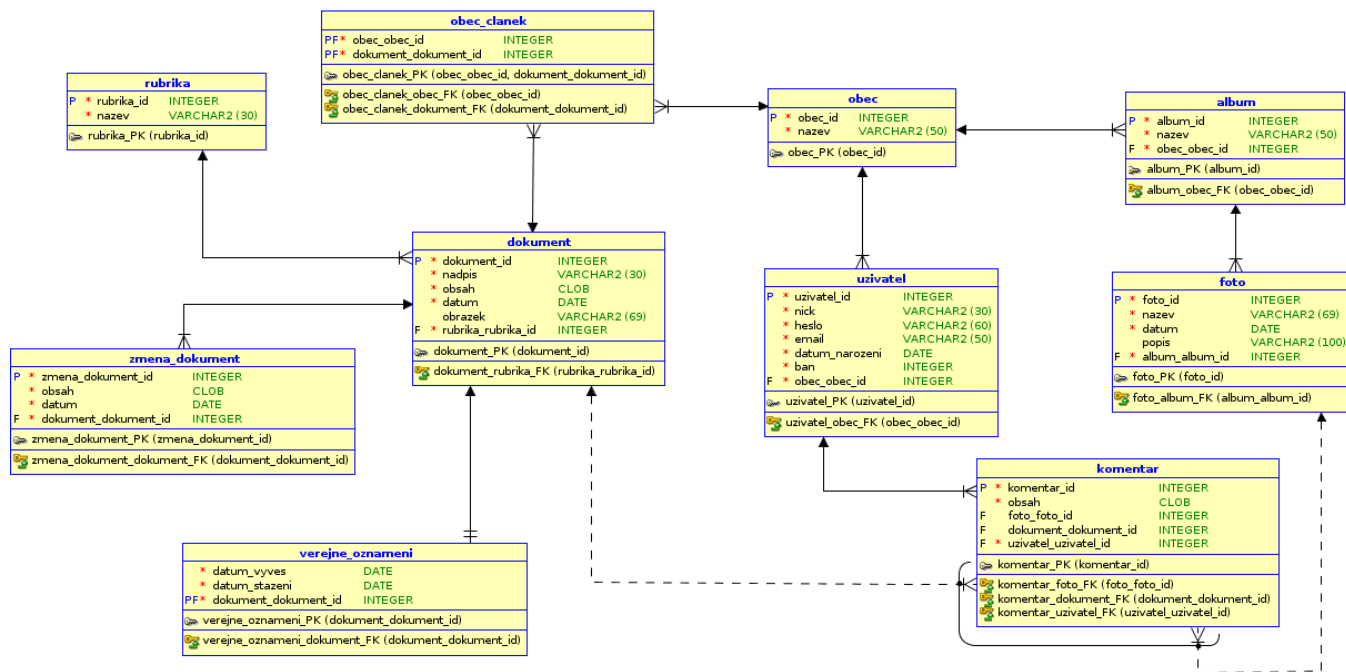 obec_clanek
PF* obec_obec_id INTEGER
PF* dokument_dokument_id INTEGER
obec_clanek_PK (obec_obec_id, dokument_dokument_id)
obec_clanek_obec_FK (obec_obec_id)
obec_clanek_dokument_FK (dokument_dokument_id)
rubrika
P * rubrika_id INTEGER
* nazev VARCHAR2 (30)
rubrika_PK (rubrika_id)
obec
P * obec_id INTEGER
* nazev VARCHAR2 (50)
obec_PK (obec_id)
album
P * album_id INTEGER
* nazev VARCHAR2 (50)
F * obec_obec_id INTEGER
album_PK (album_id)
album_obec_FK (obec_obec_id)
dokument
P * dokument_id INTEGER
* nadpis VARCHAR2 (30)
* obsah CLOB
* datum DATE
obrazek VARCHAR2 (69)
F * rubrika_rubrika_id INTEGER
dokument_PK (dokument_id)
dokument_rubrika_FK (rubrika_rubrika_id)
uzivatel
P * uzivatel_id INTEGER
* nick VARCHAR2 (30)
* heslo VARCHAR2 (60)
* email VARCHAR2 (50)
* datum_narozeni DATE
* ban INTEGER
F * obec_obec_id INTEGER
uzivatel_PK (uzivatel_id)
uzivatel_obec_FK (obec_obec_id)
foto
P * foto_id INTEGER
* nazev VARCHAR2 (69)
* datum DATE
popis VARCHAR2 (100)
F * album_album_id INTEGER
foto_PK (foto_id)
foto_album_FK (album_album_id)
zmena_dokument
P * zmena_dokument_id INTEGER
* obsah CLOB
* datum DATE
F * dokument_dokument_id INTEGER
zmena_dokument_PK (zmena_dokument_id)
zmena_dokument_dokument_FK (dokument_dokument_id)
komentar
P * komentar_id INTEGER
* obsah CLOB
F foto_foto_id INTEGER
F dokument_dokument_id INTEGER
F * uzivatel_uzivatel_id INTEGER
komentar_PK (komentar_id)
komentar_foto_FK (foto_foto_id)
komentar_dokument_FK (dokument_dokument_id)
komentar_uzivatel_FK (uzivatel_uzivatel_id)
verejne_oznameni
* datum_vyves DATE
* datum_stazeni DATE
PF* dokument_dokument_id INTEGER
verejne_oznameni_PK (dokument_dokument_id)
verejne_oznameni_dokument_FK (dokument_dokument_id)